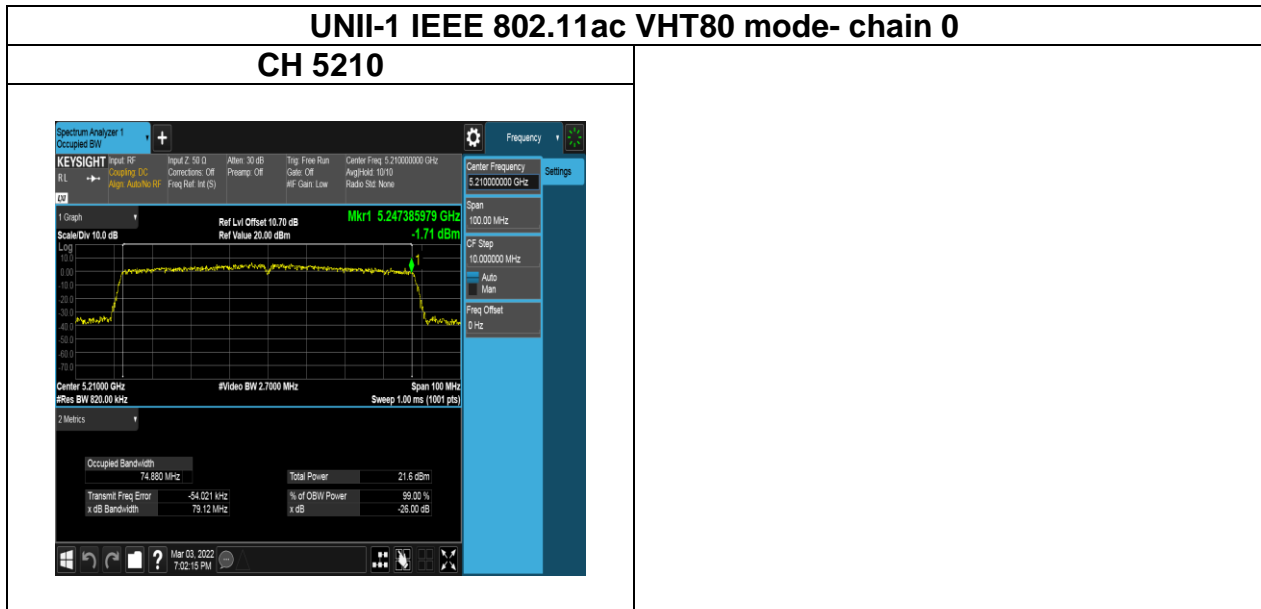 UNII-1 IEEE 802.11ac VHT80 mode- chain 0
CH 5210
Spectrum Analyzer 1
Occupied BW
Frequency
KEYSIGHT
RL
LXI
Input: RF
Coupling: DC
Align: Auto/No RF
Input Z: 50 Ω
Corrections: Off
Freq Ref: Int (S)
Atten: 30 dB
Preamp: Off
Trig: Free Run
Gate: Off
#IF Gain: Low
Center Freq: 5.210000000 GHz
Avg|Hold: 10/10
Radio Std: None
Center Frequency
5.210000000 GHz
Settings
Span
100.00 MHz
CF Step
10.000000 MHz
Auto
Man
Freq Offset
0 Hz
1 Graph
Scale/Div 10.0 dB
Ref Lvl Offset 10.70 dB
Ref Value 20.00 dBm
Mkr1 5.247385979 GHz
-1.71 dBm
Log
10.0
0.00
-10.0
-20.0
-30.0
-40.0
-50.0
-60.0
-70.0
1
Center 5.21000 GHz
#Video BW 2.7000 MHz
Span 100 MHz
#Res BW 820.00 kHz
Sweep 1.00 ms (1001 pts)
2 Metrics
Occupied Bandwidth
74.880 MHz
Total Power 21.6 dBm
Transmit Freq Error -54.021 kHz
% of OBW Power 99.00 %
x dB Bandwidth 79.12 MHz
x dB -26.00 dB
?
Mar 03, 2022
7:02:15 PM